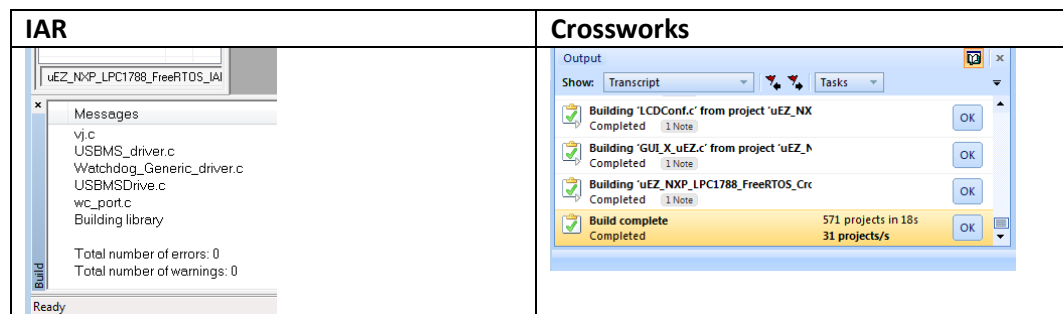 IAR
uEZ_NXP_LPC1788_FreeRTOS_IAI
Messages
vj.c
USBMS_driver.c
Watchdog_Generic_driver.c
USBMSDrive.c
wc_port.c
Building library
Total number of errors: 0
Total number of warnings: 0
Build
Ready
Crossworks
Output
Show: Transcript Tasks
Building 'LCDConf.c' from project 'uEZ_NX
Completed 1 Note OK
Building 'GUI_X_uEZ.c' from project 'uEZ_N
Completed 1 Note OK
Building 'uEZ_NXP_LPC1788_FreeRTOS_Crc
Completed 1 Note OK
Build complete 571 projects in 18s
Completed 31 projects/s OK